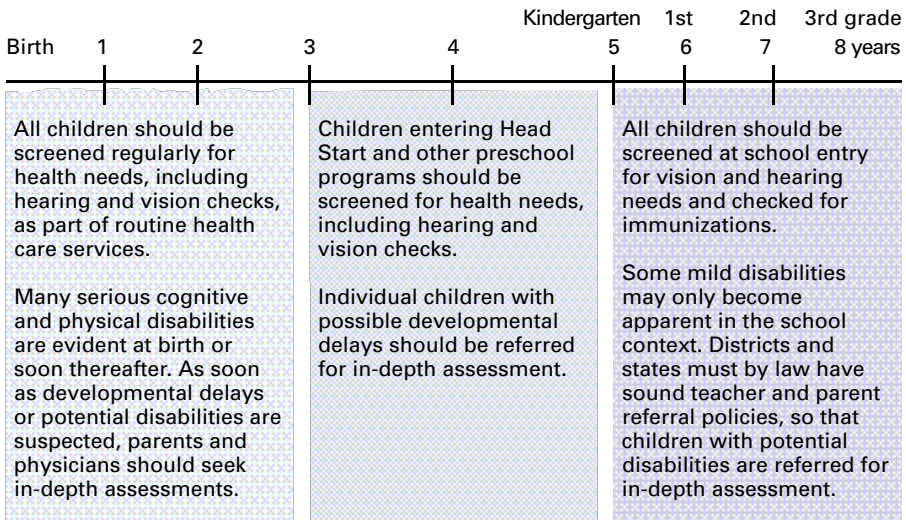 Kindergarten 1st 2nd 3rd grade
Birth 1 2 3 4 5 6 7 8 years
All children should be
screened regularly for
health needs, including
hearing and vision checks,
as part of routine health
care services.
Many serious cognitive
and physical disabilities
are evident at birth or
soon thereafter. As soon
as developmental delays
or potential disabilities are
suspected, parents and
physicians should seek
in-depth assessments.
Children entering Head
Start and other preschool
programs should be
screened for health needs,
including hearing and
vision checks.
Individual children with
possible developmental
delays should be referred
for in-depth assessment.
All children should be
screened at school entry
for vision and hearing
needs and checked for
immunizations.
Some mild disabilities
may only become
apparent in the school
context. Districts and
states must by law have
sound teacher and parent
referral policies, so that
children with potential
disabilities are referred for
in-depth assessment.